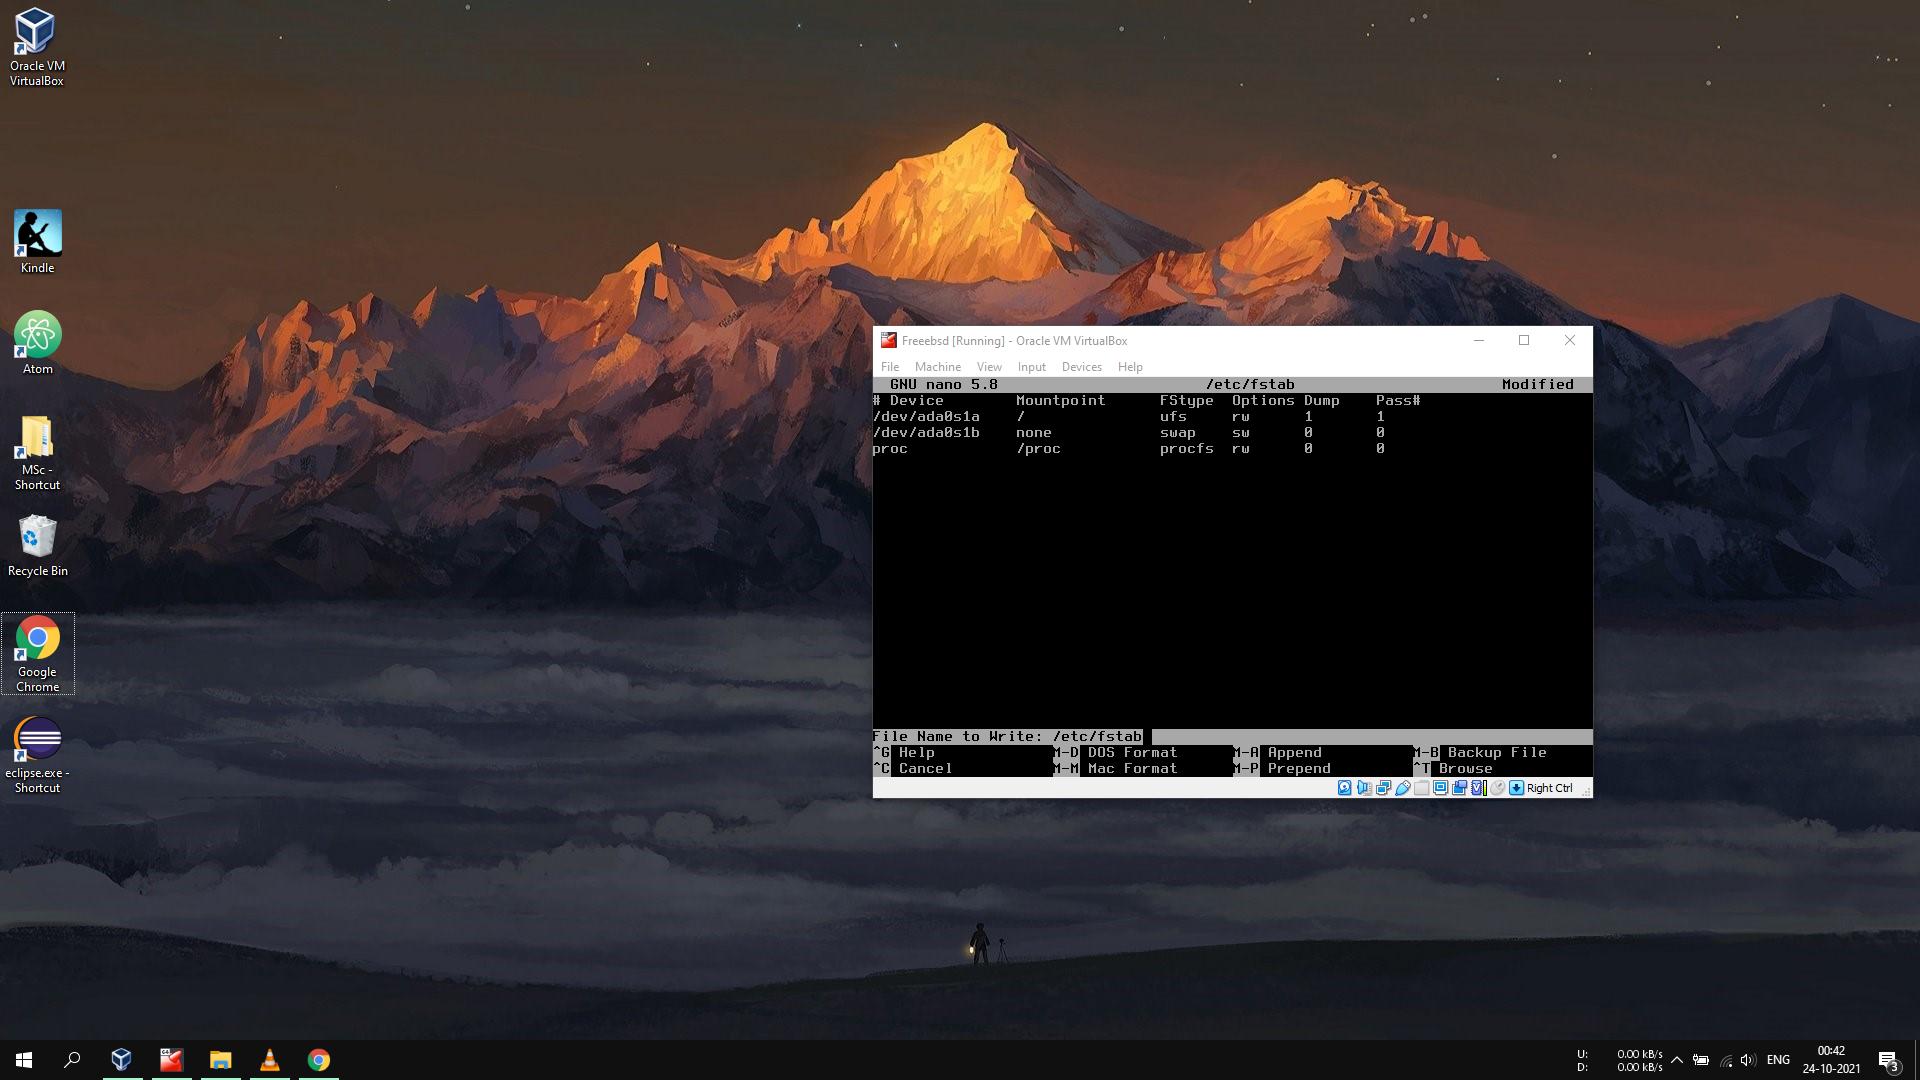 Oracle VM
VirtualBox
Kindle
Atom
MSc -
Shortcut
Recycle Bin
Google
Chrome
eclipse.exe -
Shortcut
Freeebsd [Running] - Oracle VM VirtualBox
File Machine View Input Devices Help
GNU nano 5.8 /etc/fstab Modified
# Device Mountpoint FStype Options Dump Pass#
/dev/ada0s1a / ufs rw 1 1
/dev/ada0s1b none swap sw 0 0
proc /proc procfs rw 0 0
File Name to Write: /etc/fstab
^G Help M-D DOS Format M-A Append M-B Backup File
^C Cancel M-M Mac Format M-P Prepend ^T Browse
Right Ctrl
U: 0.00 kB/s
D: 0.00 kB/s
ENG
00:42
24-10-2021
3